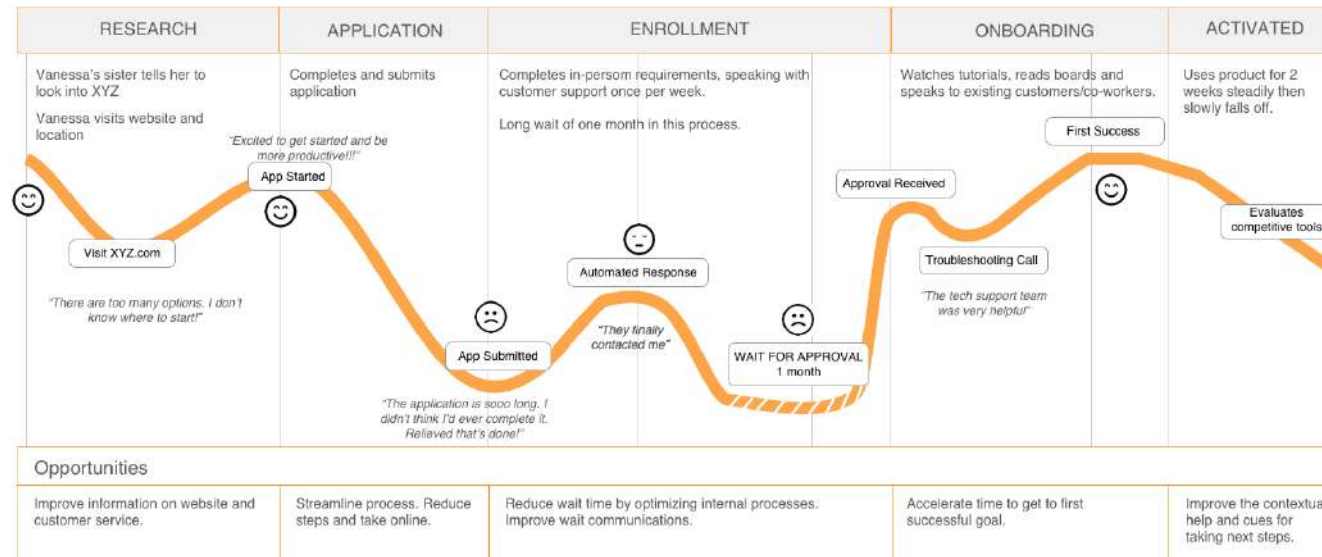 RESEARCH
APPLICATION
ENROLLMENT
ONBOARDING
ACTIVATED
Vanessa's sister tells her to
look into XYZ
Vanessa visits website and
location
Completes and submits
application
Completes in-persom requirements, speaking with
customer support once per week.
Long wait of one month in this process.
Watches tutorials, reads boards and
speaks to existing customers/co-workers.
Uses product for 2
weeks steadily then
slowly falls off.
"Excited to get started and be
more productive!!!"
App Started
Visit XYZ.com
"There are too many options. I don't
know where to start!"
App Submitted
"The application is sooo long. I
didn't think I'd ever complete it.
Relieved that's done!"
Automated Response
"They finally
contacted me"
WAIT FOR APPROVAL
1 month
Approval Received
Troubleshooting Call
"The tech support team
was very helpful"
First Success
Evaluates
competitive tools
Opportunities
Improve information on website and
customer service.
Streamline process. Reduce
steps and take online.
Reduce wait time by optimizing internal processes.
Improve wait communications.
Accelerate time to get to first
successful goal.
Improve the contextua
help and cues for
taking next steps.